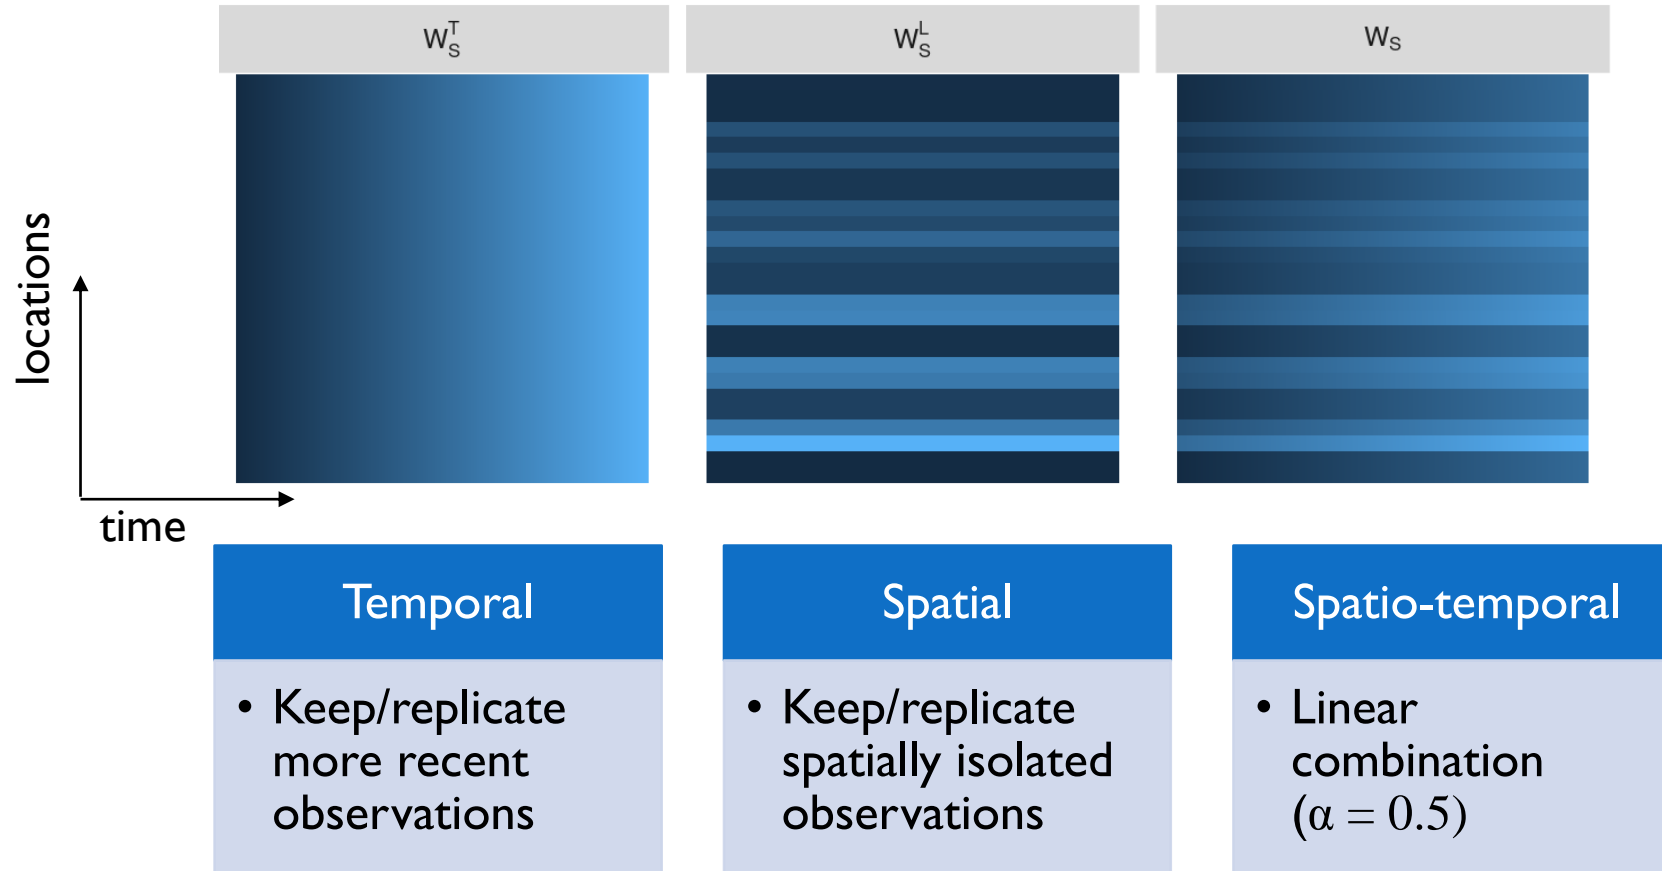 W_S^T
W_S^L
W_S
locations
time
Temporal
Spatial
Spatio-temporal
• Keep/replicate
more recent
observations
• Keep/replicate
spatially isolated
observations
• Linear
combination
(α = 0.5)